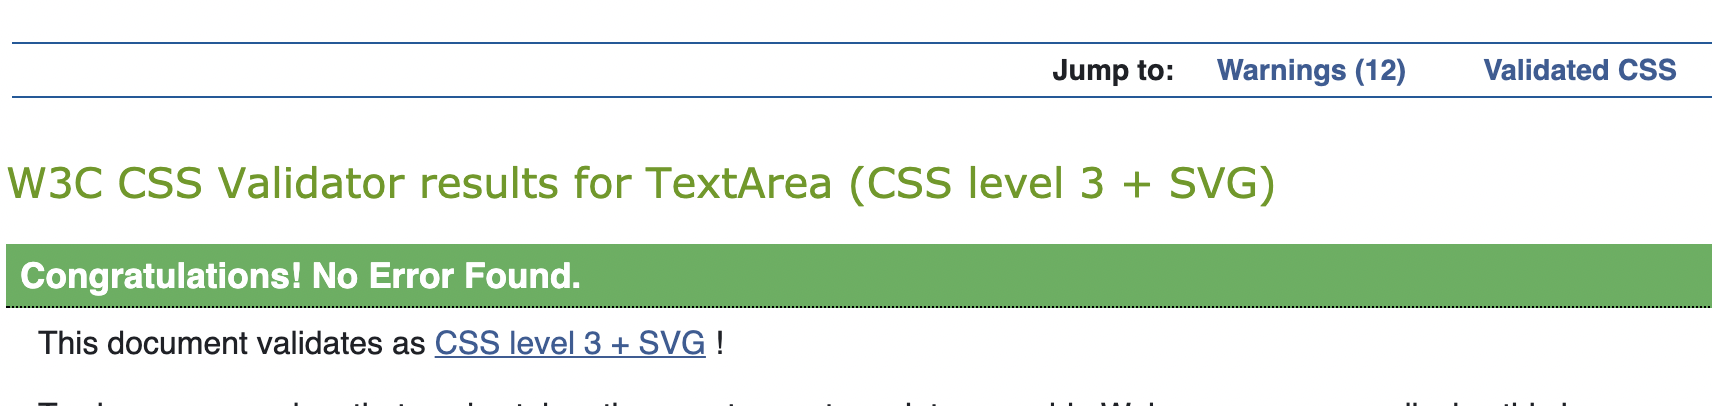 Jump to: Warnings (12) Validated CSS
W3C CSS Validator results for TextArea (CSS level 3 + SVG)
Congratulations! No Error Found.
This document validates as CSS level 3 + SVG !